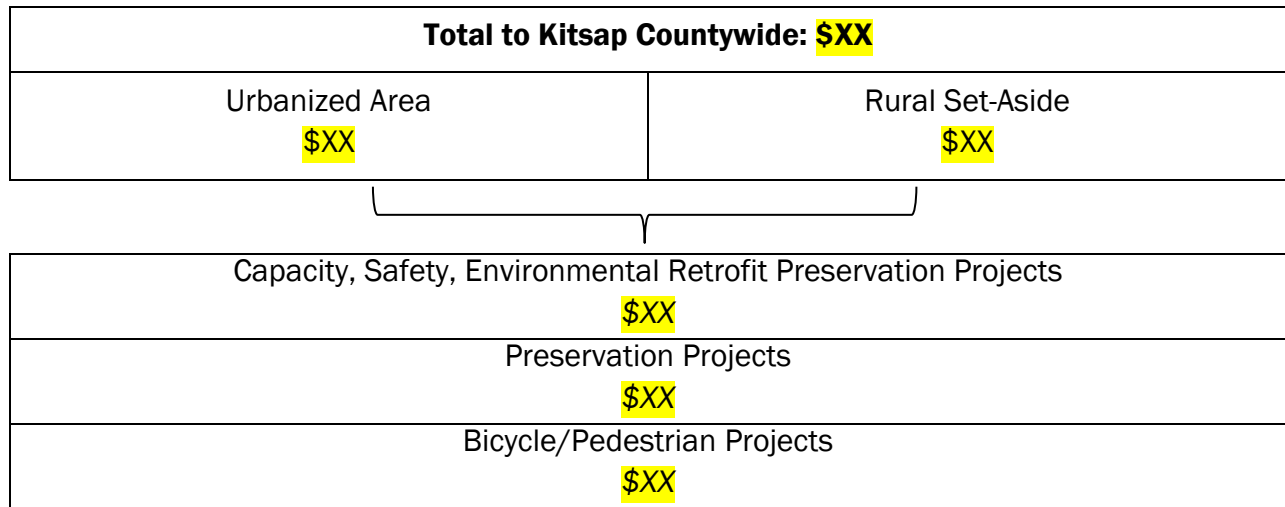 Total to Kitsap Countywide: $XX
Urbanized Area
$XX
Rural Set-Aside
$XX
Capacity, Safety, Environmental Retrofit Preservation Projects
$XX
Preservation Projects
$XX
Bicycle/Pedestrian Projects
$XX